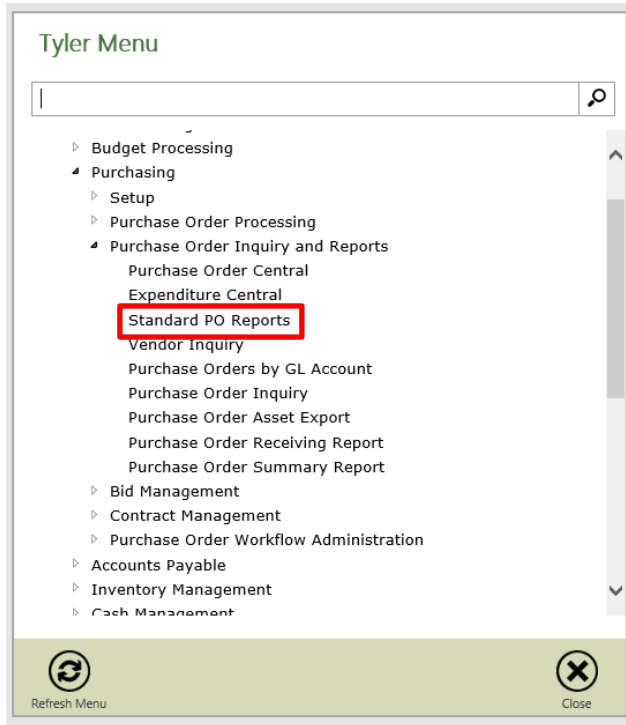 Tyler Menu
Budget Processing
Purchasing
Setup
Purchase Order Processing
Purchase Order Inquiry and Reports
Purchase Order Central
Expenditure Central
Standard PO Reports
Vendor Inquiry
Purchase Orders by GL Account
Purchase Order Inquiry
Purchase Order Asset Export
Purchase Order Receiving Report
Purchase Order Summary Report
Bid Management
Contract Management
Purchase Order Workflow Administration
Accounts Payable
Inventory Management
Cash Management
Refresh Menu
Close